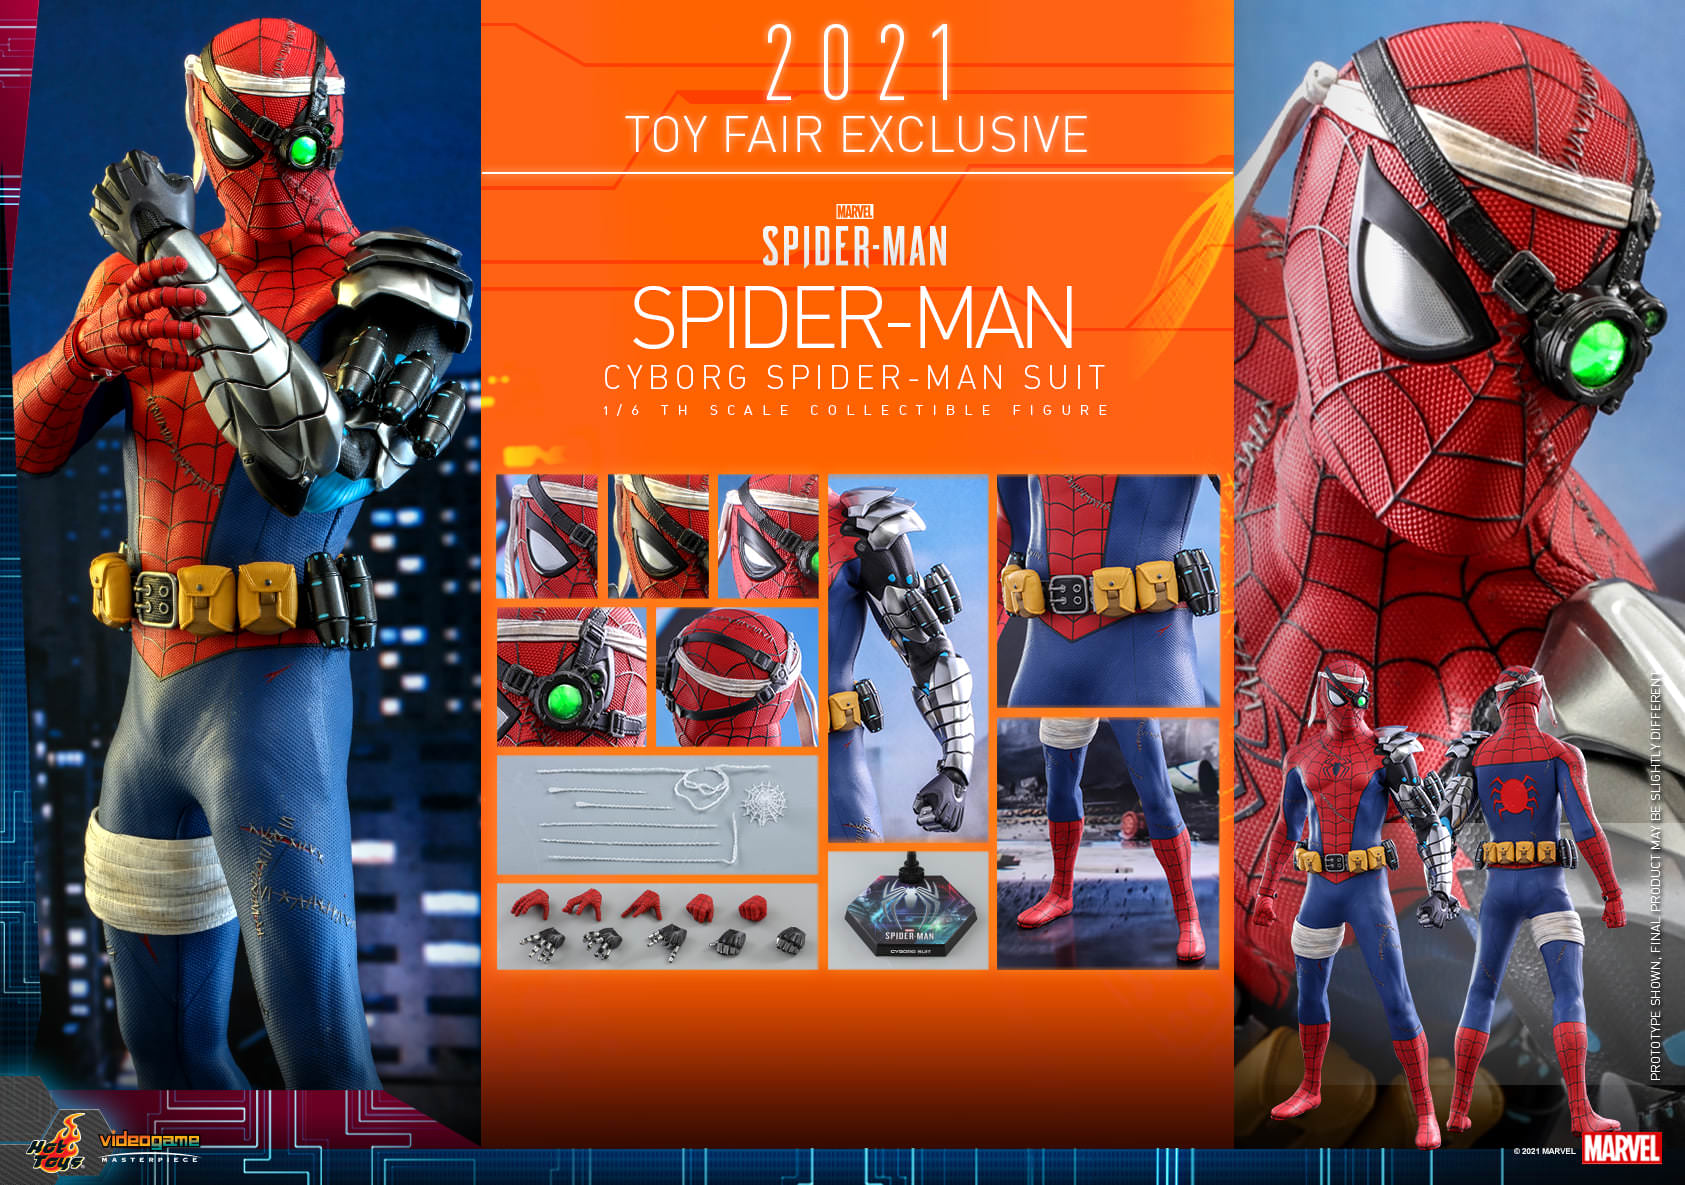 2021
TOY FAIR EXCLUSIVE
MARVEL
SPIDER-MAN
SPIDER-MAN
CYBORG SPIDER-MAN SUIT
1/6 TH SCALE COLLECTIBLE FIGURE
SPIDER-MAN
CYBORG SUIT
PROTOTYPE SHOWN, FINAL PRODUCT MAY BE SLIGHTLY DIFFERENT
Hot Toys
videogame
MASTERPIECE
© 2021 MARVEL
MARVEL